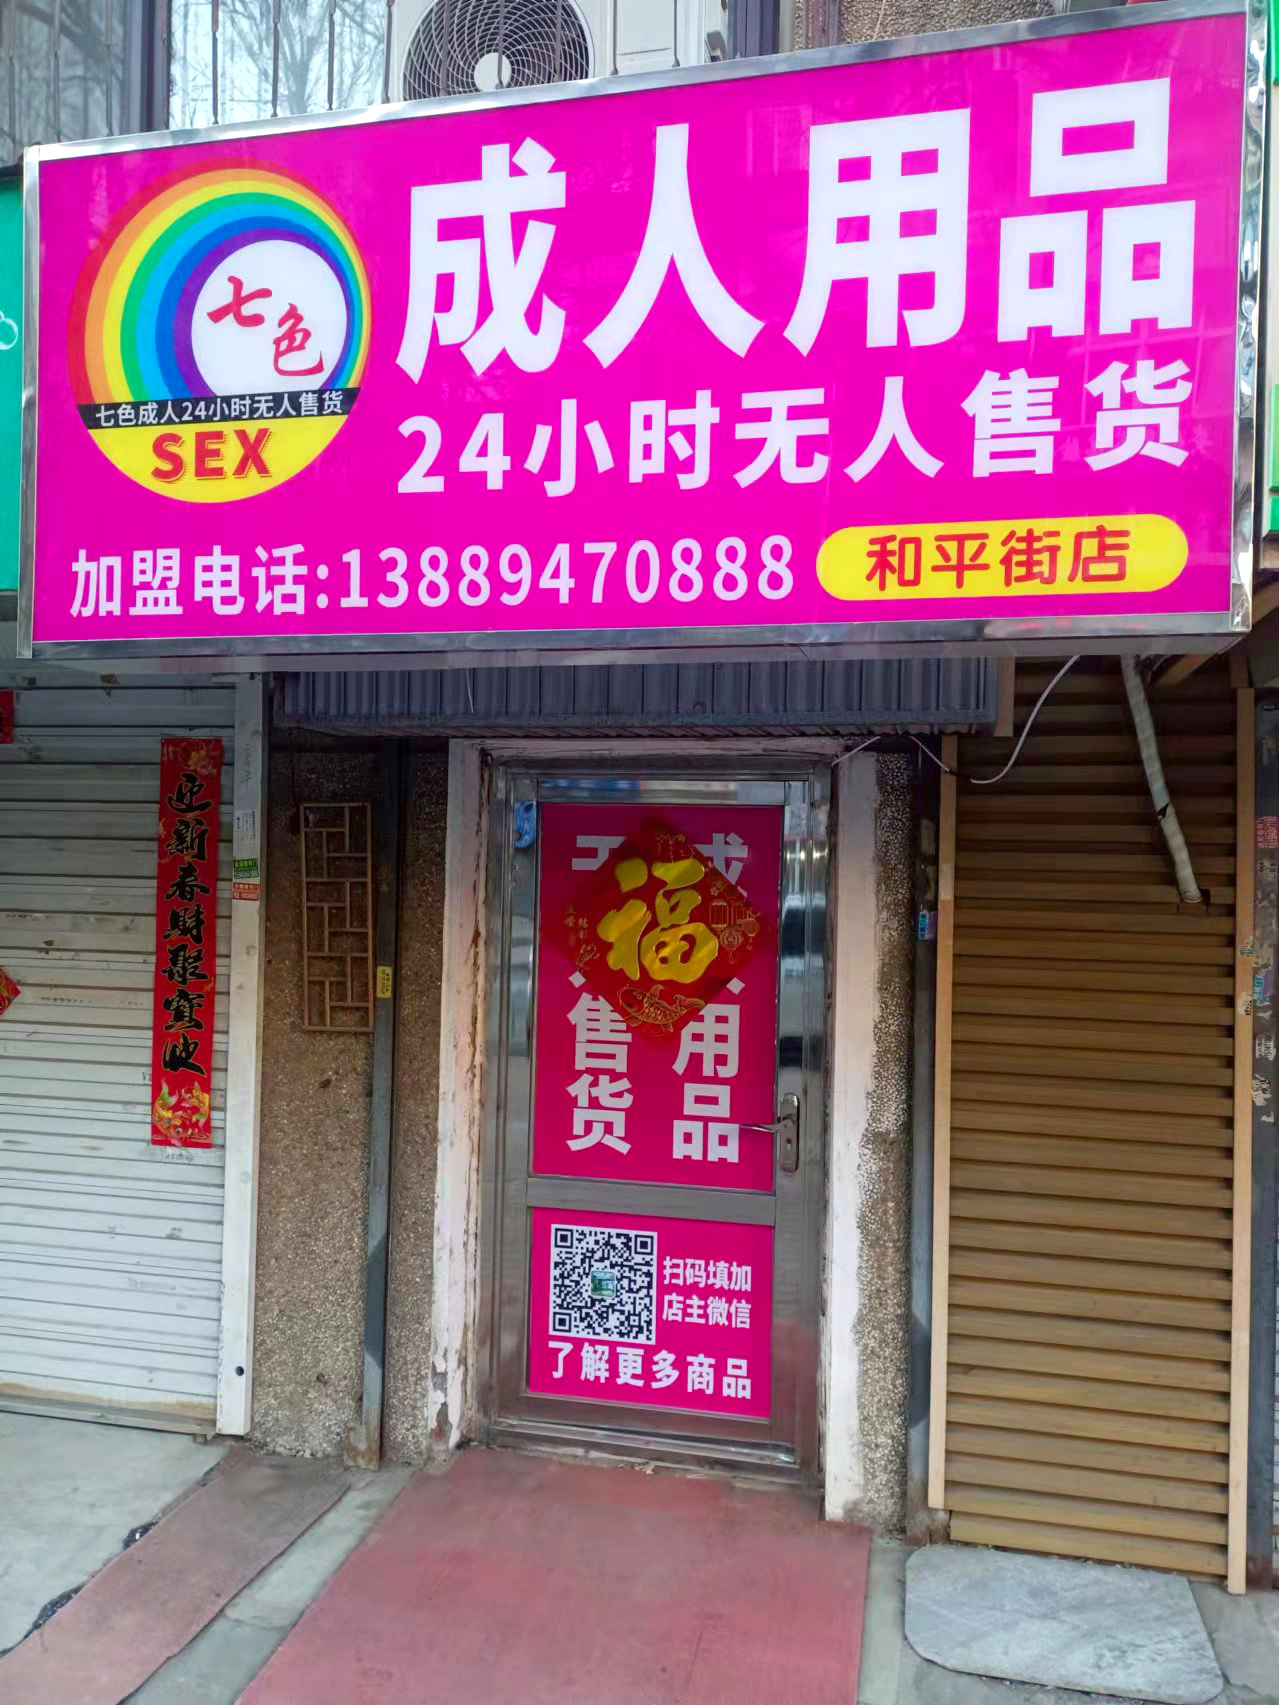 七色
七色成人24小时无人售货
SEX
成人用品
24小时无人售货
加盟电话:13889470888
和平街店
迎新春財聚寶地
福
用品
售货
扫码填加
店主微信
了解更多商品